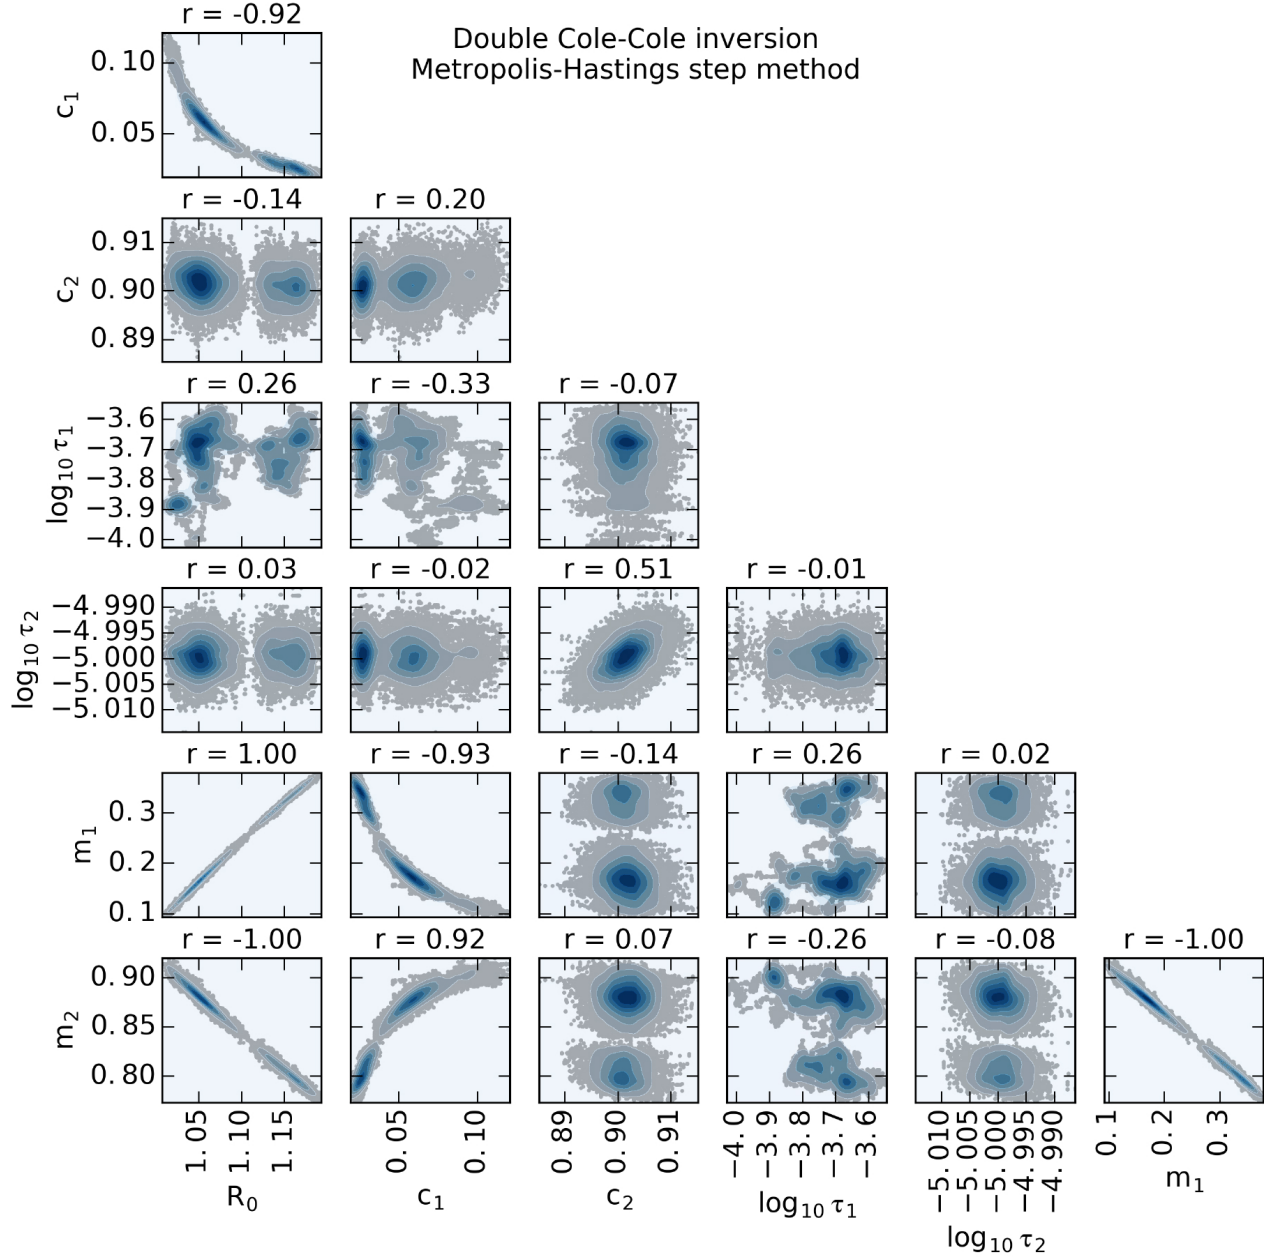 r = -0.92
Double Cole-Cole inversion
Metropolis-Hastings step method
0.10
0.05
c1
r = -0.14
r = 0.20
0.91
0.90
0.89
c2
r = 0.26
r = -0.33
r = -0.07
−3.6
−3.7
−3.8
−3.9
−4.0
log10 τ1
r = 0.03
r = -0.02
r = 0.51
r = -0.01
−4.990
−4.995
−5.000
−5.005
−5.010
log10 τ2
r = 1.00
r = -0.93
r = -0.14
r = 0.26
r = 0.02
0.3
0.2
0.1
m1
r = -1.00
r = 0.92
r = 0.07
r = -0.26
r = -0.08
r = -1.00
0.90
0.85
0.80
m2
1.05 1.10 1.15
0.05 0.10
0.89 0.90 0.91
−4.0 −3.9 −3.8 −3.7 −3.6
−5.010 −5.005 −5.000 −4.995 −4.990
0.1 0.2 0.3
R0
c1
c2
log10 τ1
log10 τ2
m1